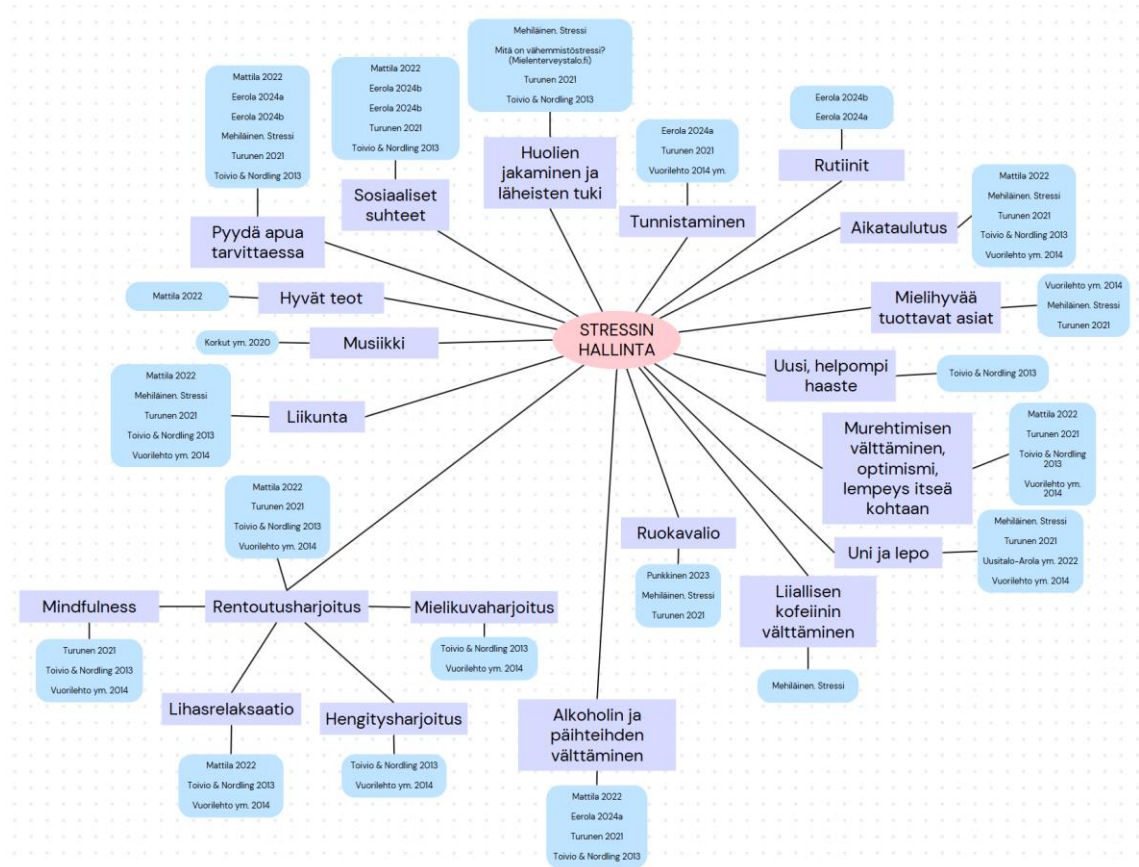 Mehiläinen. Stressi
Mitä on vähemmistöstressi?
(Mielenterveystalo.fi)
Turunen 2021
Toivio & Nordling 2013
Huolien
jakaminen ja
läheisten tuki
Mattila 2022
Eerola 2024b
Eerola 2024b
Turunen 2021
Toivio & Nordling 2013
Sosiaaliset
suhteet
Mattila 2022
Eerola 2024a
Eerola 2024b
Mehiläinen. Stressi
Turunen 2021
Toivio & Nordling 2013
Pyydä apua
tarvittaessa
Eerola 2024a
Turunen 2021
Vuorilehto 2014 ym.
Tunnistaminen
Eerola 2024b
Eerola 2024a
Rutiinit
Aikataulutus
Mattila 2022
Mehiläinen. Stressi
Turunen 2021
Toivio & Nordling 2013
Vuorilehto ym. 2014
Mattila 2022
Hyvät teot
Mielihyvää
tuottavat asiat
Vuorilehto ym. 2014
Mehiläinen. Stressi
Turunen 2021
STRESSIN
HALLINTA
Korkut ym. 2020
Musiikki
Uusi, helpompi
haaste
Toivio & Nordling 2013
Mattila 2022
Mehiläinen. Stressi
Turunen 2021
Toivio & Nordling 2013
Vuorilehto ym. 2014
Liikunta
Murehtimisen
välttäminen,
optimismi,
lempeys itseä
kohtaan
Mattila 2022
Turunen 2021
Toivio & Nordling
2013
Vuorilehto ym.
2014
Mattila 2022
Turunen 2021
Toivio & Nordling 2013
Vuorilehto ym. 2014
Rentoutusharjoitus
Mindfulness
Turunen 2021
Toivio & Nordling 2013
Vuorilehto ym. 2014
Mielikuvaharjoitus
Toivio & Nordling 2013
Vuorilehto ym. 2014
Lihasrelaksaatio
Mattila 2022
Toivio & Nordling 2013
Vuorilehto ym. 2014
Hengitysharjoitus
Toivio & Nordling 2013
Vuorilehto ym. 2014
Ruokavalio
Punkkinen 2023
Mehiläinen. Stressi
Turunen 2021
Uni ja lepo
Mehiläinen. Stressi
Turunen 2021
Uusitalo-Arola ym. 2022
Vuorilehto ym. 2014
Liiallisen
kofeiinin
välttäminen
Mehiläinen. Stressi
Alkoholin ja
päihteihden
välttäminen
Mattila 2022
Eerola 2024a
Turunen 2021
Toivio & Nordling 2013